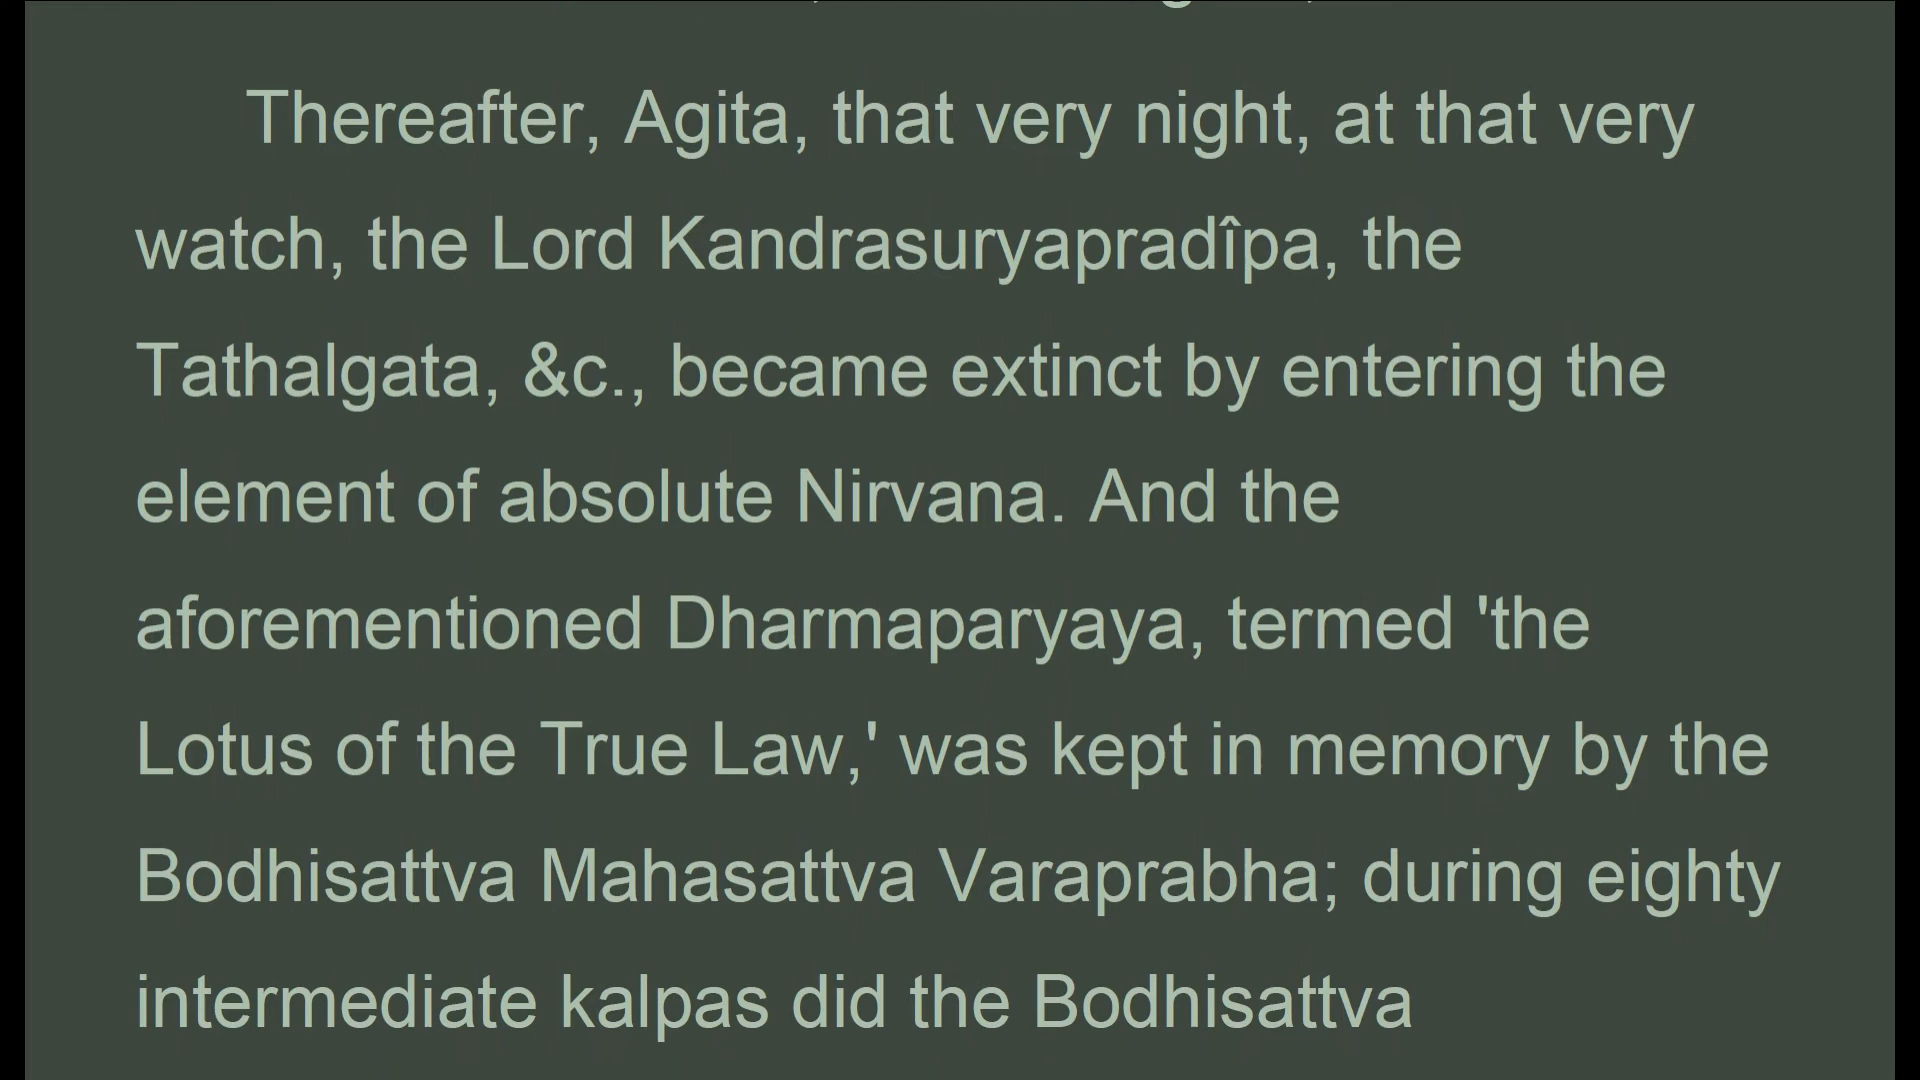 Thereafter, Agita, that very night, at that very
watch, the Lord Kandrasuryapradîpa, the
Tathalgata, &c., became extinct by entering the
element of absolute Nirvana. And the
aforementioned Dharmaparyaya, termed 'the
Lotus of the True Law,' was kept in memory by the
Bodhisattva Mahasattva Varaprabha; during eighty
intermediate kalpas did the Bodhisattva